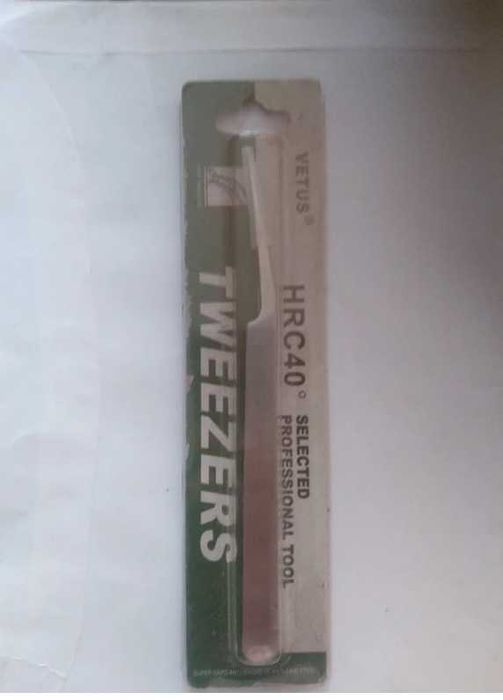 VETUS®
HRC40°
SELECTED
PROFESSIONAL TOOL
TWEEZERS